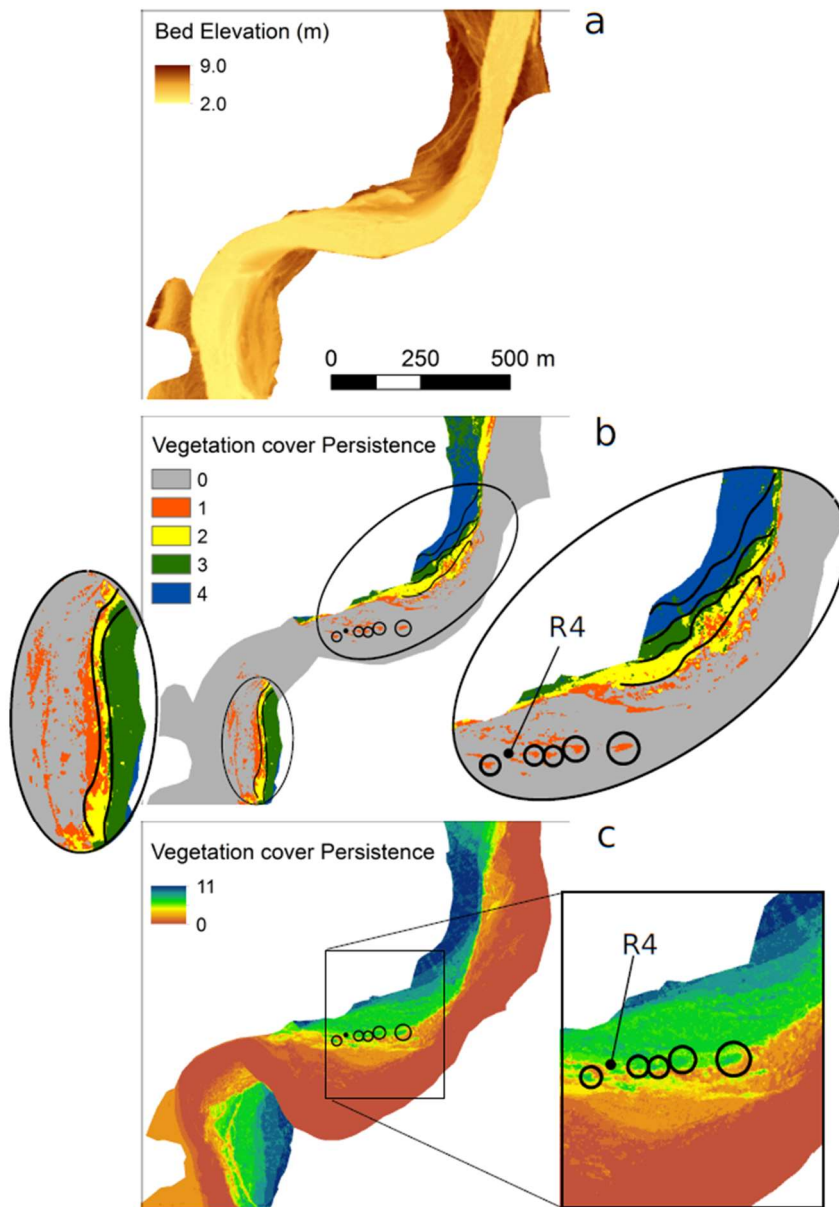 a
Bed Elevation (m)
9.0
2.0
0 250 500 m
b
Vegetation cover Persistence
0
1
2
3
4
R4
c
Vegetation cover Persistence
11
0
R4